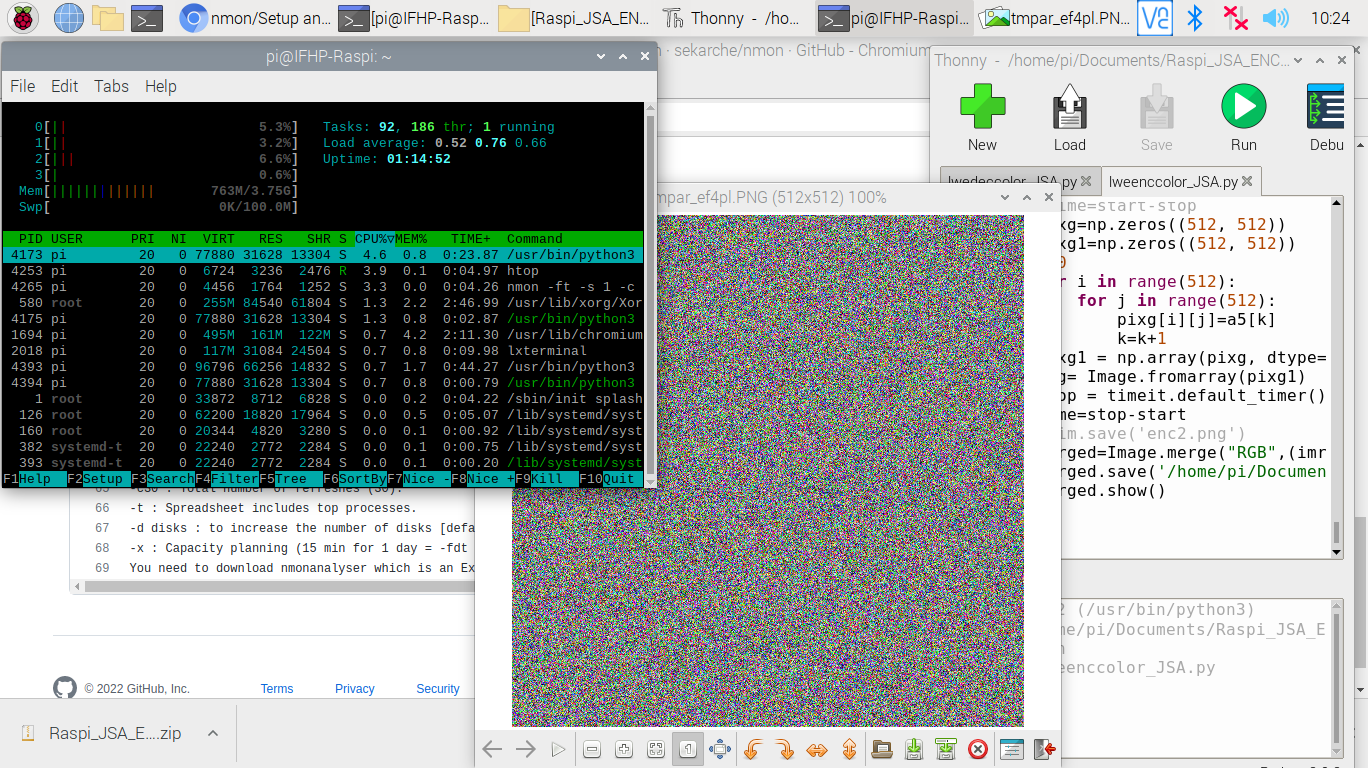 nmon/Setup an... [pi@IFHP-Rasp... [Raspi_JSA_EN... Thonny - /ho... pi@IFHP-Raspi... tmpar_ef4pl.PN... 10:24
sekarche/nmon · GitHub - Chromium
pi@IFHP-Raspi: ~
File Edit Tabs Help
0[|| 5.3%] Tasks: 92, 186 thr; 1 running
1[|| 3.2%] Load average: 0.52 0.76 0.66
2[||| 6.6%] Uptime: 01:14:52
3[| 0.6%]
Mem[||||||||||||| 763M/3.75G]
Swp[ 0K/100.0M]
PID USER PRI NI VIRT RES SHR S CPU%▽MEM% TIME+ Command
4173 pi 20 0 77880 31628 13304 S 4.6 0.8 0:23.87 /usr/bin/python3
4253 pi 20 0 6724 3236 2476 R 3.9 0.1 0:04.97 htop
4265 pi 20 0 4456 1764 1252 S 3.3 0.0 0:04.26 nmon -ft -s 1 -c
580 root 20 0 255M 84540 61804 S 1.3 2.2 2:46.99 /usr/lib/xorg/Xor
4175 pi 20 0 77880 31628 13304 S 1.3 0.8 0:02.87 /usr/bin/python3
1694 pi 20 0 495M 161M 122M S 0.7 4.2 2:11.30 /usr/lib/chromium
2018 pi 20 0 117M 31084 24504 S 0.7 0.8 0:09.98 lxterminal
4393 pi 20 0 96796 66256 14832 S 0.7 1.7 0:44.27 /usr/bin/python3
4394 pi 20 0 77880 31628 13304 S 0.7 0.8 0:00.79 /usr/bin/python3
1 root 20 0 33872 8712 6828 S 0.0 0.2 0:04.22 /sbin/init splash
126 root 20 0 62200 18820 17964 S 0.0 0.5 0:05.07 /lib/systemd/syst
160 root 20 0 20344 4820 3280 S 0.0 0.1 0:00.92 /lib/systemd/syst
382 systemd-t 20 0 22240 2772 2284 S 0.0 0.1 0:00.75 /lib/systemd/syst
393 systemd-t 20 0 22240 2772 2284 S 0.0 0.1 0:00.20 /lib/systemd/syst
F1Help F2Setup F3SearchF4FilterF5Tree F6SortByF7Nice -F8Nice +F9Kill F10Quit
66 -t : Spreadsheet includes top processes.
67 -d disks : to increase the number of disks [defa
68 -x : Capacity planning (15 min for 1 day = -fdt
69 You need to download nmonanalyser which is an Ex
© 2022 GitHub, Inc. Terms Privacy Security
Raspi_JSA_E....zip
mpar_ef4pl.PNG (512x512) 100%
1
Thonny - /home/pi/Documents/Raspi_JSA_ENC...
New Load Save Run Debu
lwedeccolor_JSA.py lweenccolor_JSA.py
ime=start-stop
xg=np.zeros((512, 512))
xg1=np.zeros((512, 512))
0
r i in range(512):
for j in range(512):
pixg[i][j]=a5[k]
k=k+1
xg1 = np.array(pixg, dtype=
g= Image.fromarray(pixg1)
op = timeit.default_timer()
me=stop-start
im.save('enc2.png')
rged=Image.merge("RGB",(imr
rged.save('/home/pi/Documen
rged.show()
2 (/usr/bin/python3)
me/pi/Documents/Raspi_JSA_E
eenccolor_JSA.py